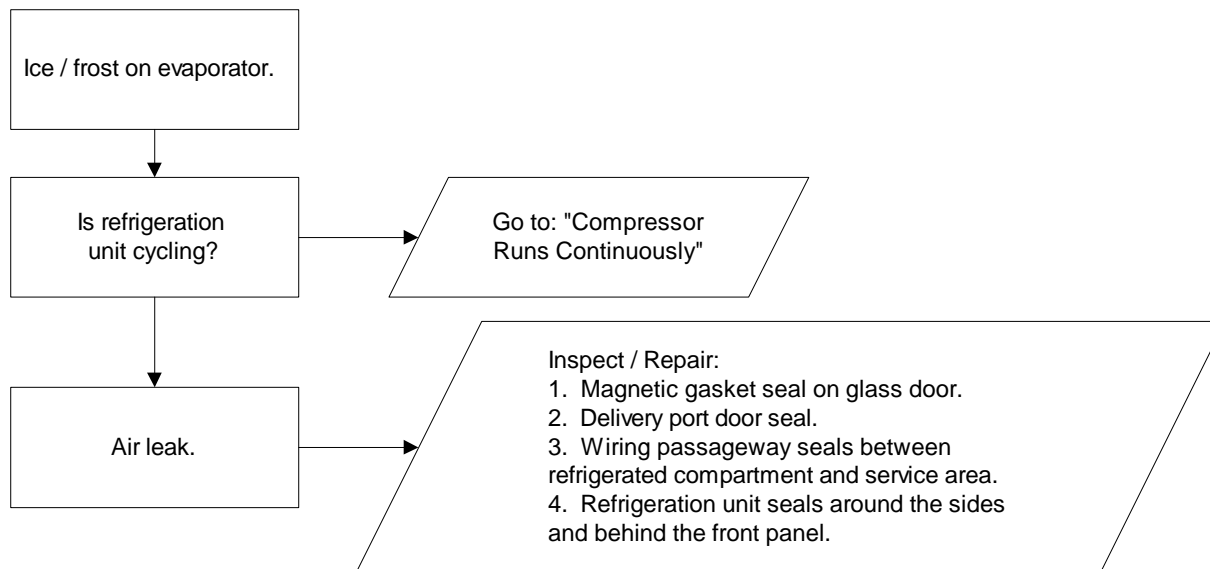 Ice / frost on evaporator.
Is refrigeration
unit cycling?
Go to: "Compressor
Runs Continuously"
Air leak.
Inspect / Repair:
1.  Magnetic gasket seal on glass door.
2.  Delivery port door seal.
3.  Wiring passageway seals between
refrigerated compartment and service area.
4.  Refrigeration unit seals around the sides
and behind the front panel.